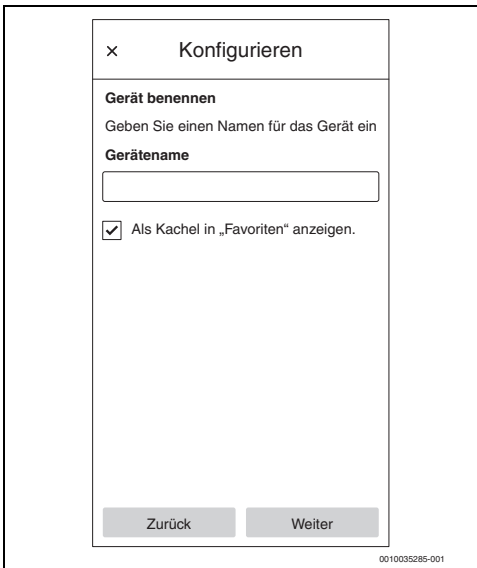 × Konfigurieren
Gerät benennen
Geben Sie einen Namen für das Gerät ein
Gerätename
Als Kachel in „Favoriten“ anzeigen.
Zurück Weiter
0010035285-001